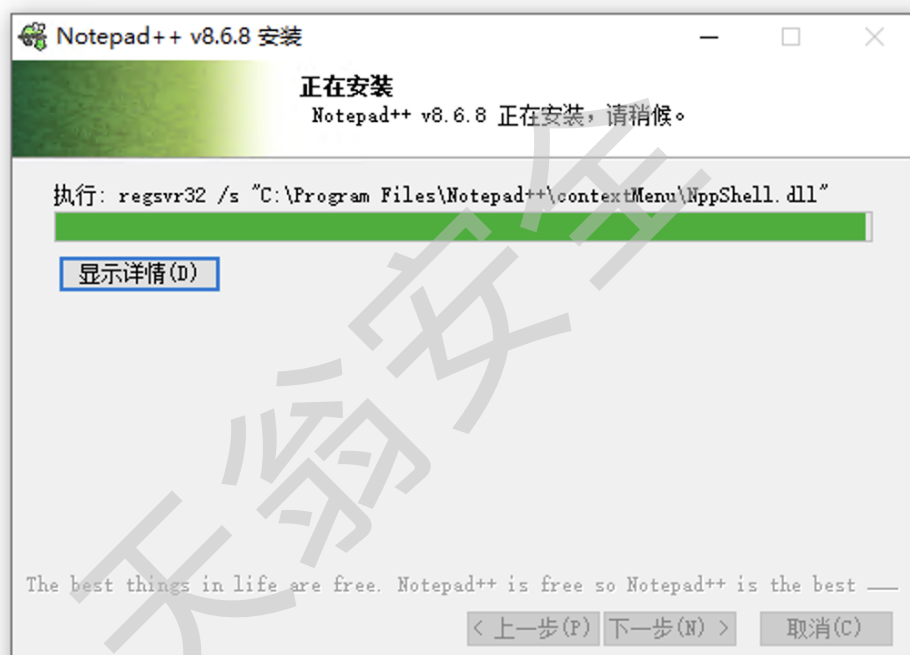 Notepad++ v8.6.8 安装
正在安装
Notepad++ v8.6.8 正在安装，请稍候。
执行: regsvr32 /s "C:\Program Files\Notepad++\contextMenu\NppShell.dll"
显示详情(D)
天翁安全
The best things in life are free. Notepad++ is free so Notepad++ is the best
< 上一步(P) 下一步(N) > 取消(C)